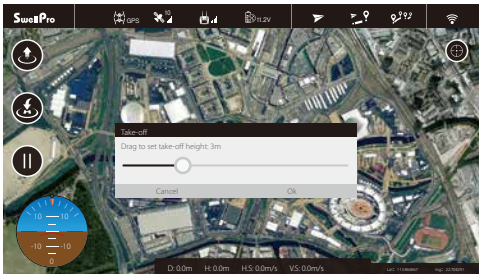 SwellPro
GPS
10
11.2V
Take-off
Drag to set take-off height: 3m
Cancel
Ok
10 10
-10 -10
0
D: 0.0m H: 0.0m H.S: 0.0m/s V.S: 0.0m/s